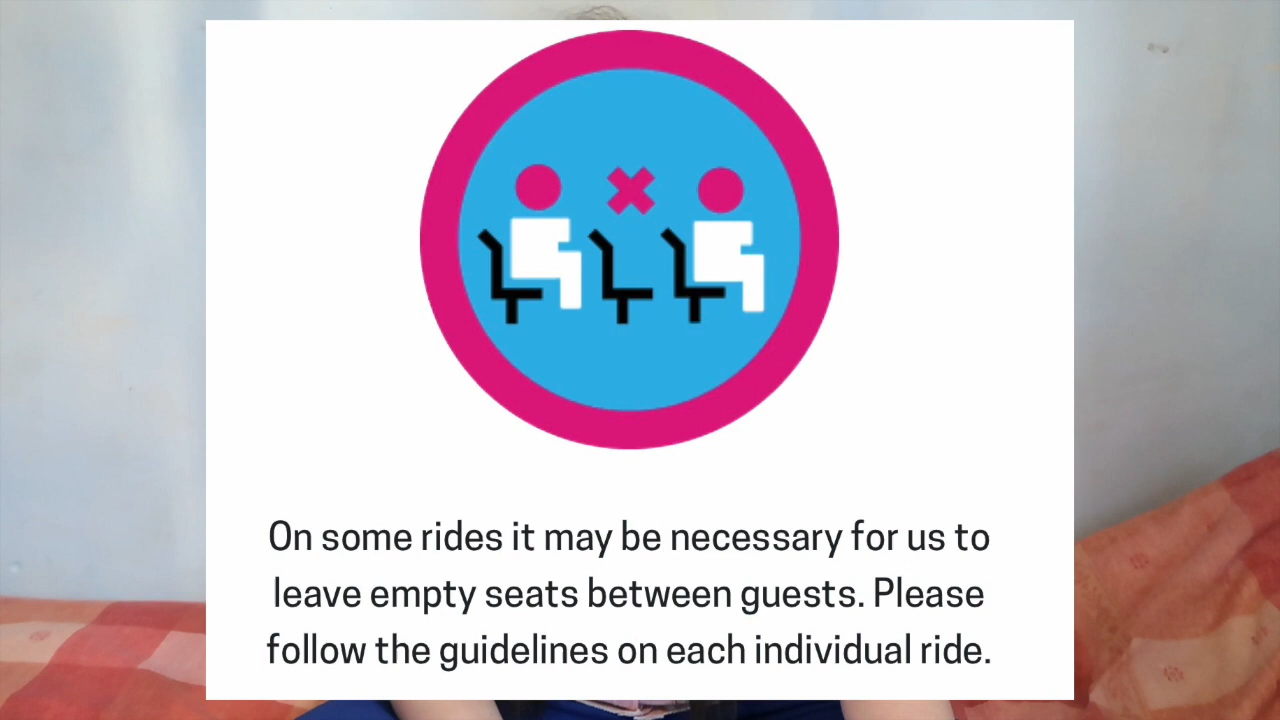 On some rides it may be necessary for us to
leave empty seats between guests. Please
follow the guidelines on each individual ride.